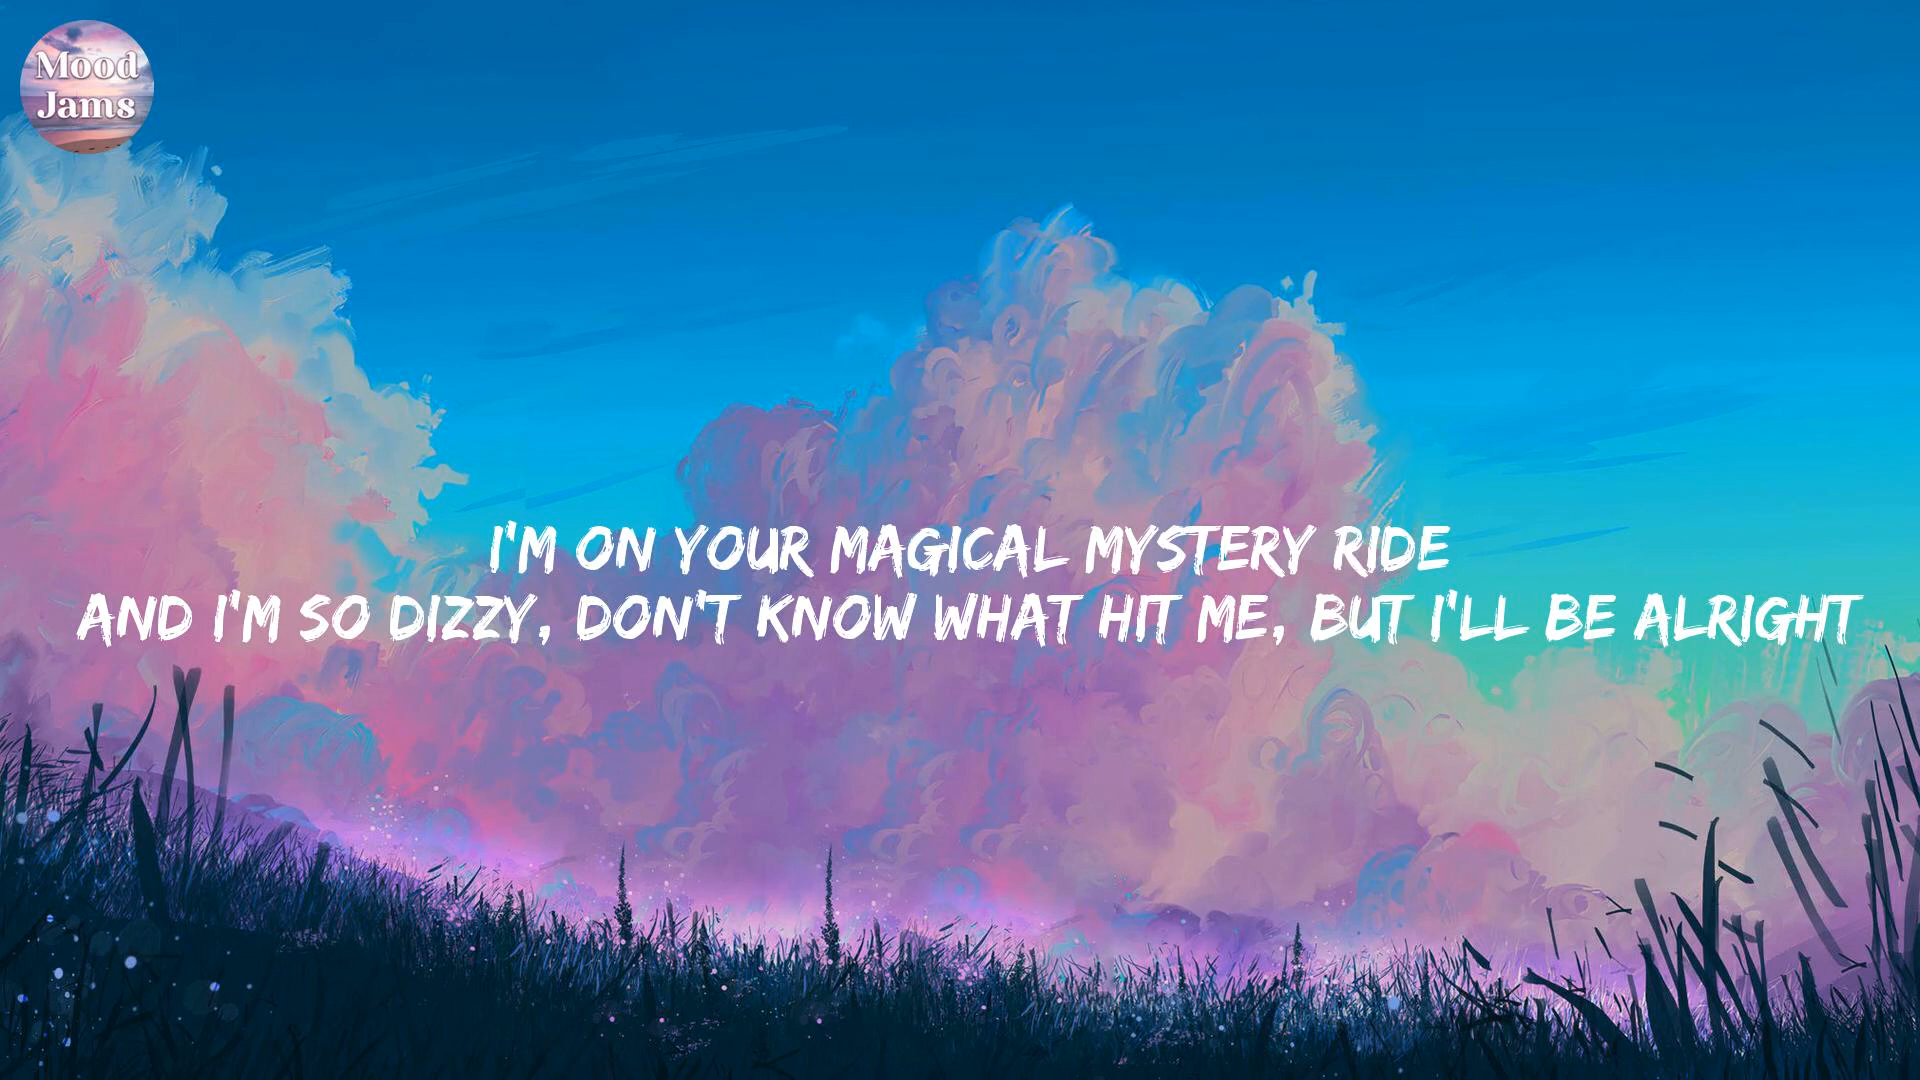 Mood
Jams
I'M ON YOUR MAGICAL MYSTERY RIDE
AND I'M SO DIZZY, DON'T KNOW WHAT HIT ME, BUT I'LL BE ALRIGHT